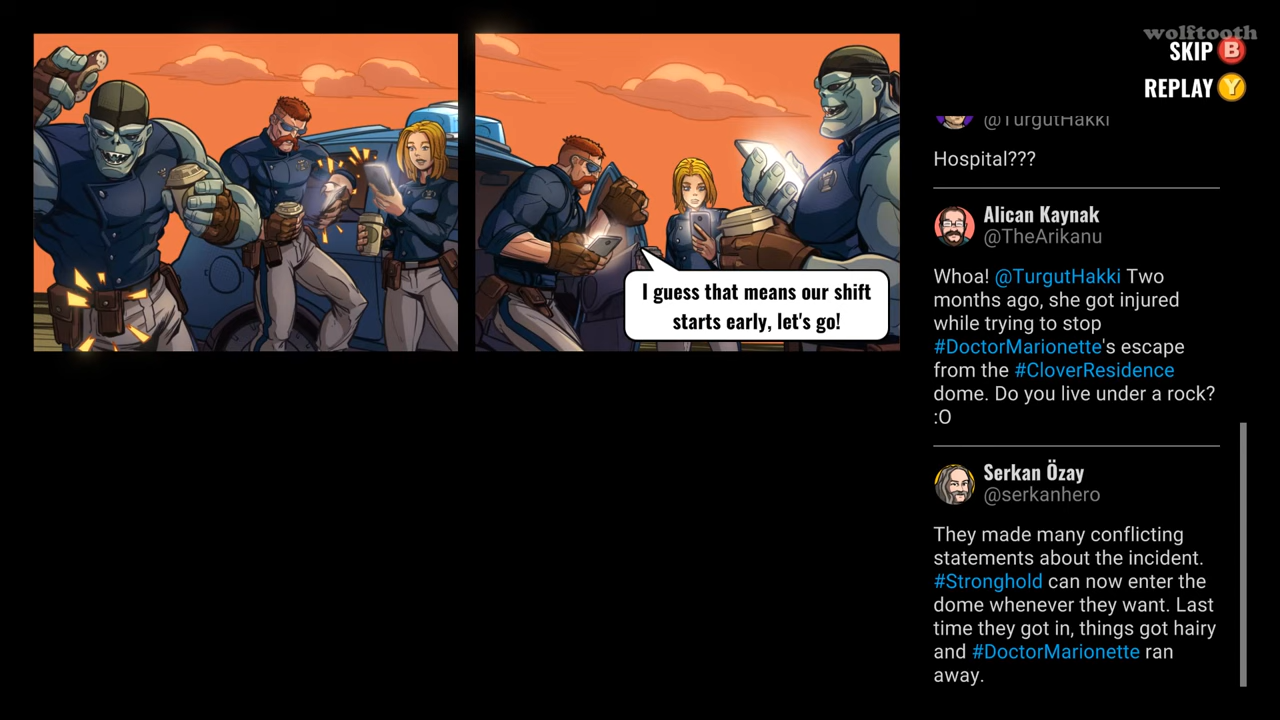 wolftooth
SKIP B
REPLAY Y
I guess that means our shift
starts early, let's go!
@TurgutHakki
Hospital???
Alican Kaynak
@TheArikanu
Whoa! @TurgutHakki Two
months ago, she got injured
while trying to stop
#DoctorMarionette's escape
from the #CloverResidence
dome. Do you live under a rock?
:O
Serkan Özay
@serkanhero
They made many conflicting
statements about the incident.
#Stronghold can now enter the
dome whenever they want. Last
time they got in, things got hairy
and #DoctorMarionette ran
away.